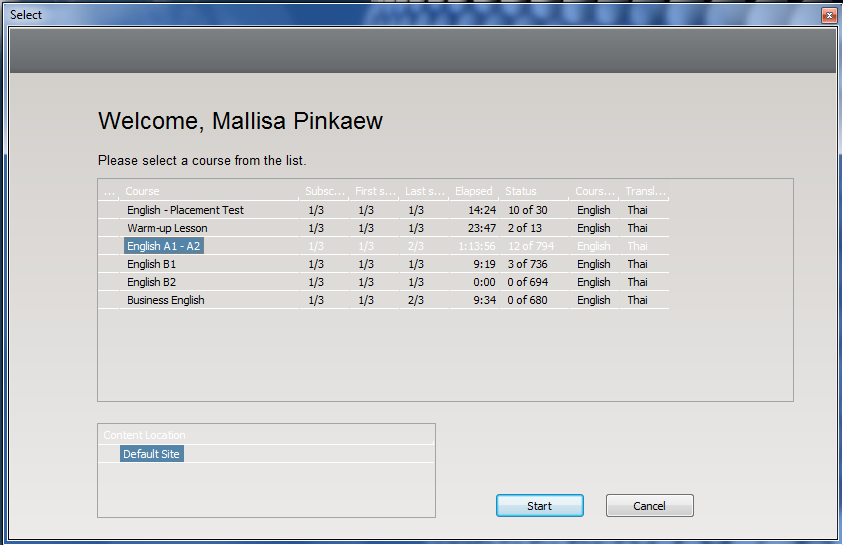 Select
Welcome, Mallisa Pinkaew
Please select a course from the list.
... Course Subsc... First s... Last s... Elapsed Status Cours... Transl...
English - Placement Test 1/3 1/3 1/3 14:24 10 of 30 English Thai
Warm-up Lesson 1/3 1/3 1/3 23:47 2 of 13 English Thai
English A1 - A2 1/3 1/3 2/3 1:13:56 12 of 794 English Thai
English B1 1/3 1/3 1/3 9:19 3 of 736 English Thai
English B2 1/3 1/3 1/3 0:00 0 of 694 English Thai
Business English 1/3 1/3 2/3 9:34 0 of 680 English Thai
Content Location
Default Site
Start Cancel